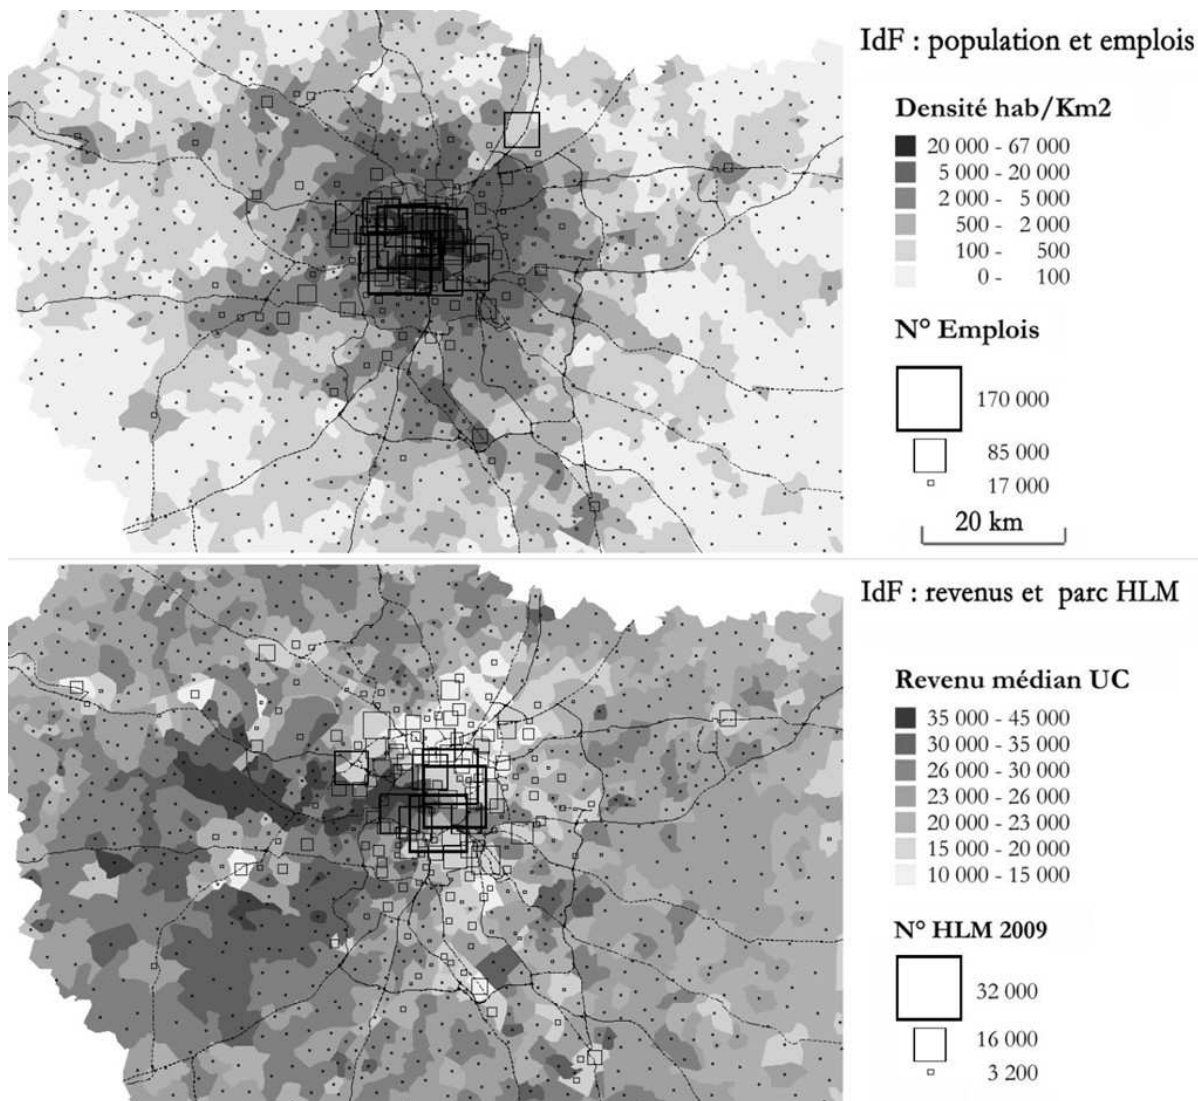 IdF : population et emplois
Densité hab/Km2
20 000 - 67 000
5 000 - 20 000
2 000 - 5 000
500 - 2 000
100 - 500
0 - 100
N° Emplois
170 000
85 000
17 000
20 km
IdF : revenus et parc HLM
Revenu médian UC
35 000 - 45 000
30 000 - 35 000
26 000 - 30 000
23 000 - 26 000
20 000 - 23 000
15 000 - 20 000
10 000 - 15 000
N° HLM 2009
32 000
16 000
3 200